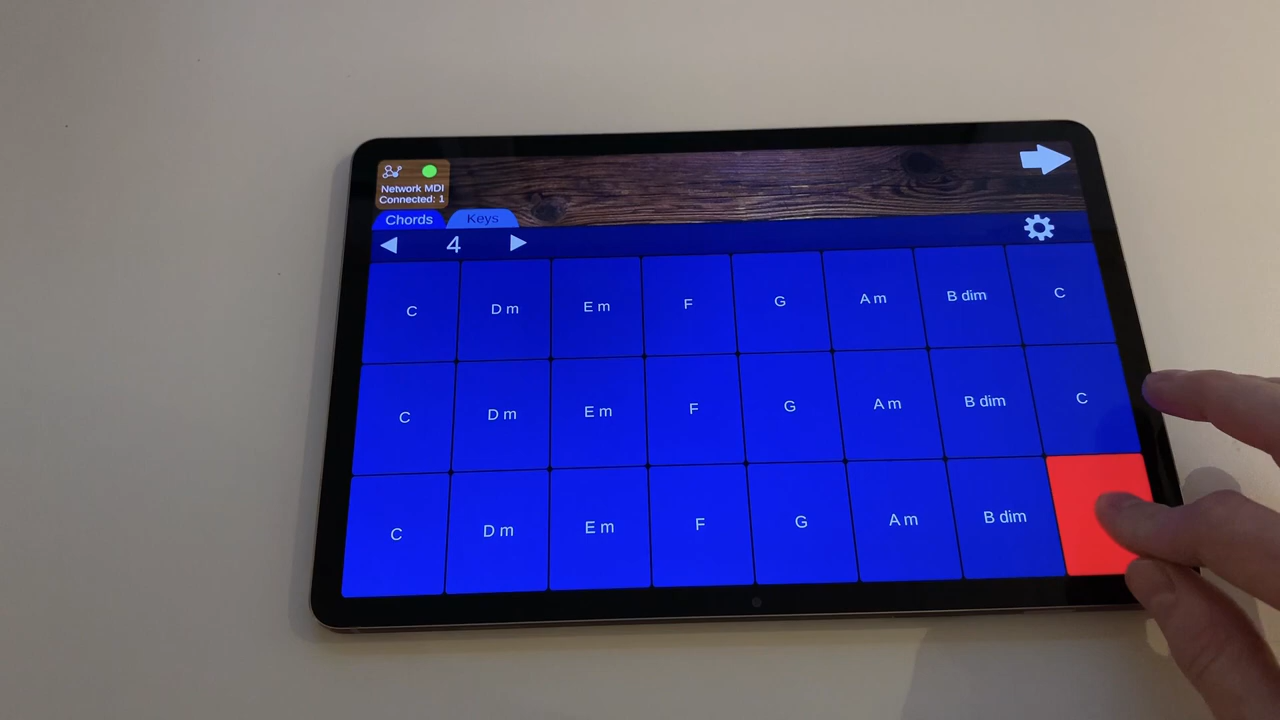 Network MDI
Connected: 1
Chords Keys
4
C D m E m F G A m B dim C
C D m E m F G A m B dim C
C D m E m F G A m B dim